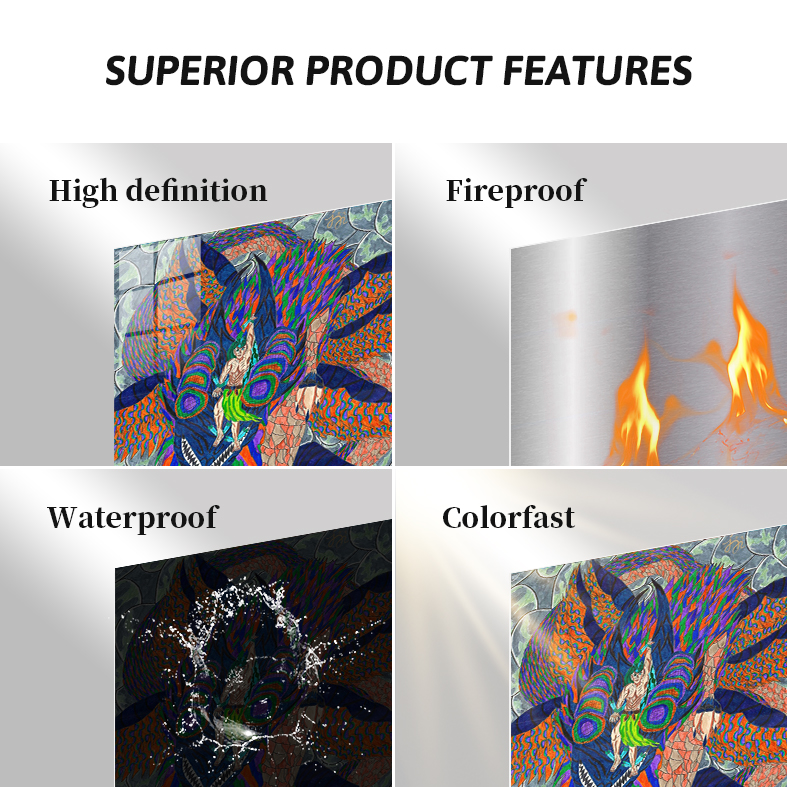 SUPERIOR PRODUCT FEATURES
High definition
Fireproof
Waterproof
Colorfast